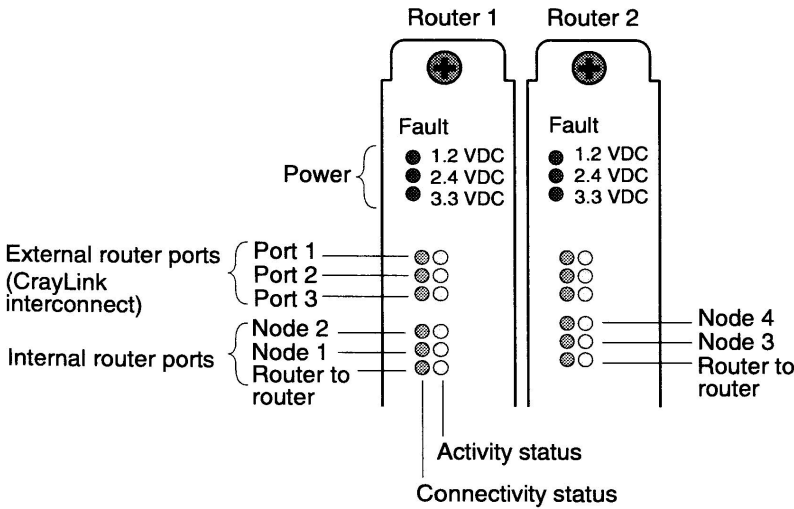 Router 1
Router 2
Fault
Fault
Power
1.2 VDC
2.4 VDC
3.3 VDC
1.2 VDC
2.4 VDC
3.3 VDC
External router ports
(CrayLink
interconnect)
Port 1
Port 2
Port 3
Internal router ports
Node 2
Node 1
Router to
router
Node 4
Node 3
Router to
router
Activity status
Connectivity status